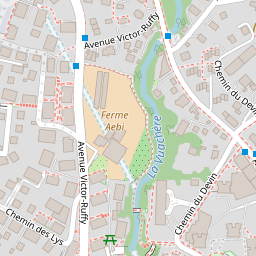 Avenue Victor-Ruffy
Chemin du Devin
Ferme
Aebi
La Vuachère
Avenue Victor-Ruffy
Chemin du Devin
Chemin des Lys